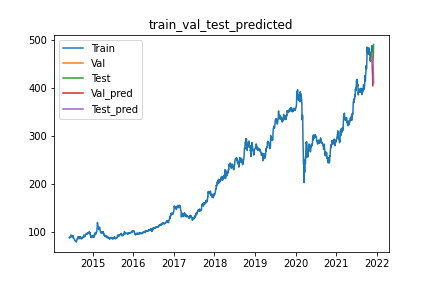 train_val_test_predicted
500
400
300
200
100
Train
Val
Test
Val_pred
Test_pred
2015 2016 2017 2018 2019 2020 2021 2022